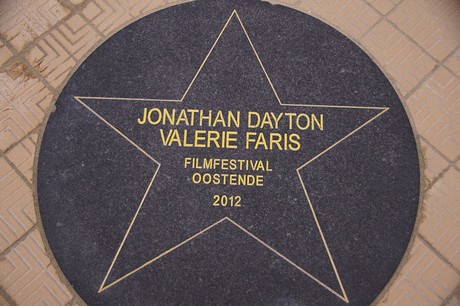 JONATHAN DAYTON
VALERIE FARIS
FILMFESTIVAL
OOSTENDE
2012